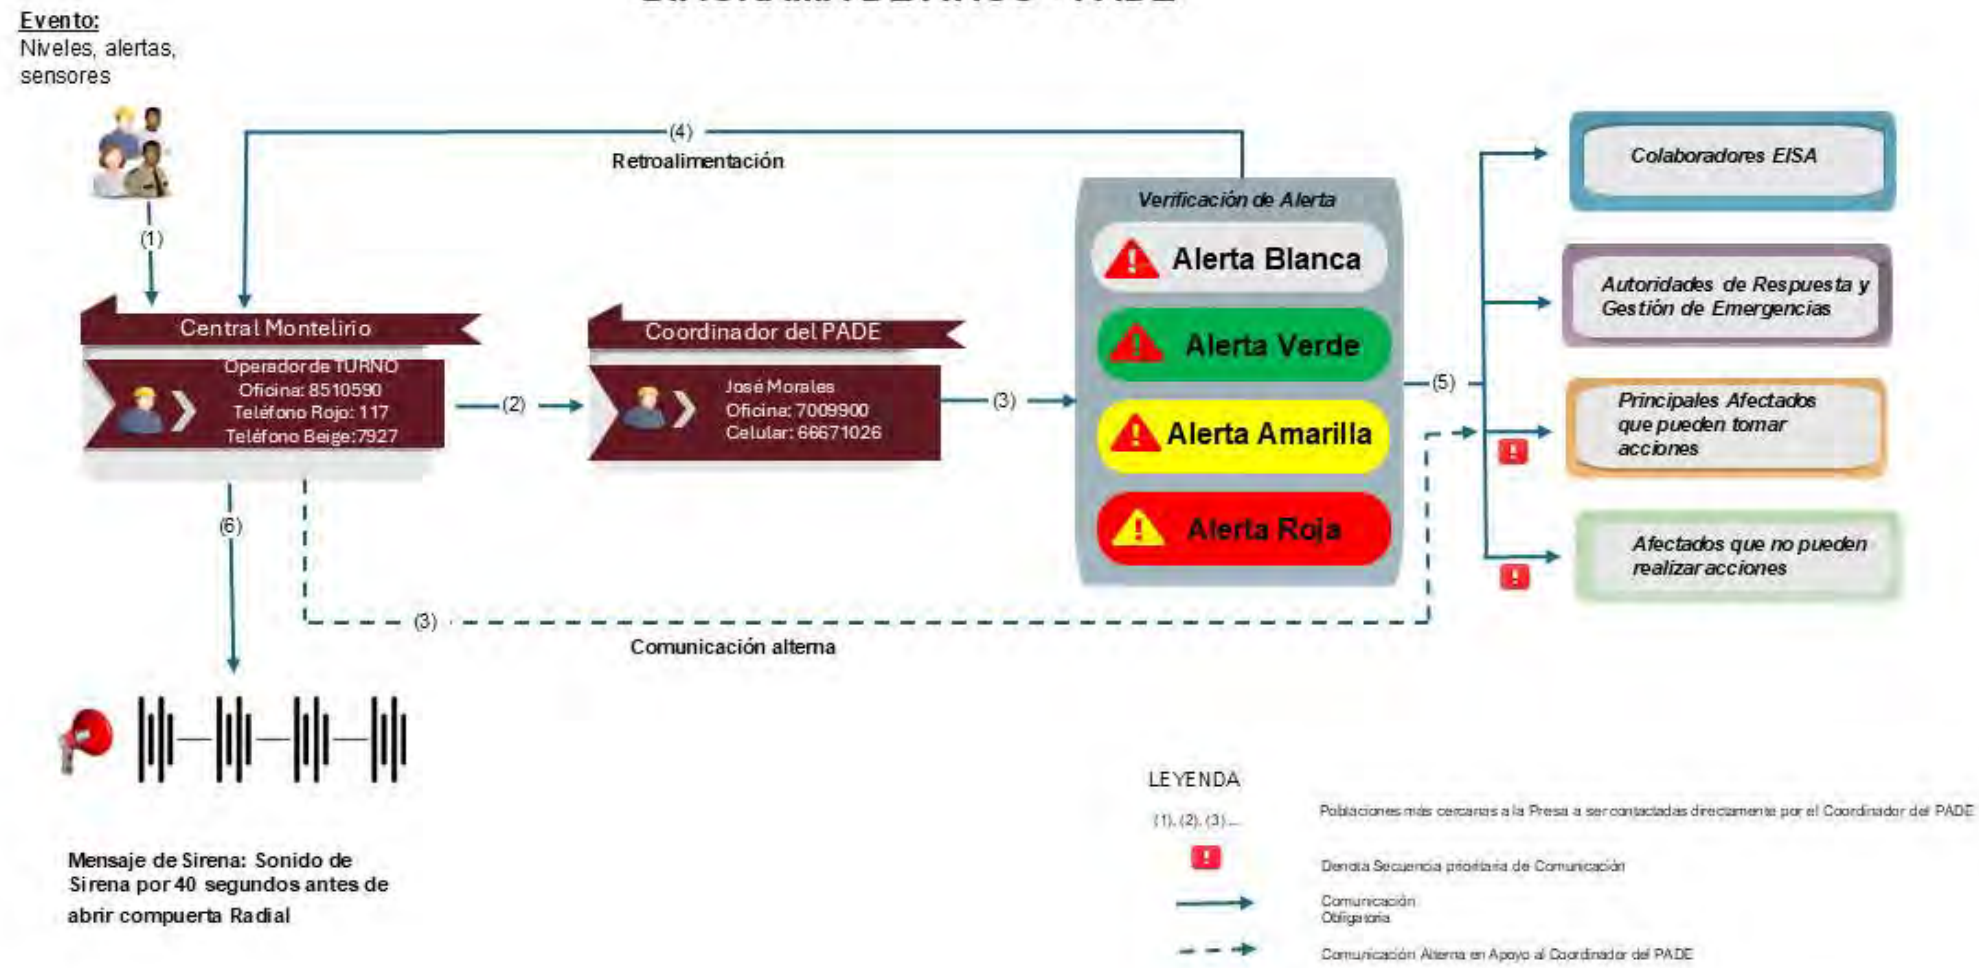 Evento:
Niveles, alertas,
sensores
(1)
(4)
Retroalimentación
Central Montelirio
Operador de TURNO
Oficina: 8510590
Teléfono Rojo: 117
Teléfono Beige:7927
(2)
Coordinador del PADE
José Morales
Oficina: 7009900
Celular: 66671026
(3)
Verificación de Alerta
Alerta Blanca
Alerta Verde
Alerta Amarilla
Alerta Roja
(5)
Colaboradores EISA
Autoridades de Respuesta y
Gestión de Emergencias
Principales Afectados
que pueden tomar
acciones
Afectados que no pueden
realizar acciones
(6)
(3)
Comunicación alterna
Mensaje de Sirena: Sonido de
Sirena por 40 segundos antes de
abrir compuerta Radial
LEYENDA
(1), (2), (3)...
Poblaciones más cercanas a la Presa a ser contactadas directamente por el Coordinador del PADE
Denota Secuencia prioritaria de Comunicación
Comunicación
Obligatoria
Comunicación Alterna en Apoyo al Coordinador del PADE